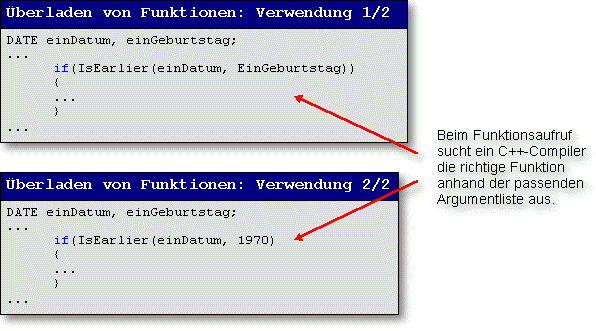 Überladen von Funktionen: Verwendung 1/2
DATE einDatum, einGeburtstag;
...
if(IsEarlier(einDatum, EinGeburtstag))
{
...
}
...
Beim Funktionsaufruf
sucht ein C++-Compiler
die richtige Funktion
anhand der passenden
Argumentliste aus.
Überladen von Funktionen: Verwendung 2/2
DATE einDatum, einGeburtstag;
...
if(IsEarlier(einDatum, 1970)
{
...
}
...